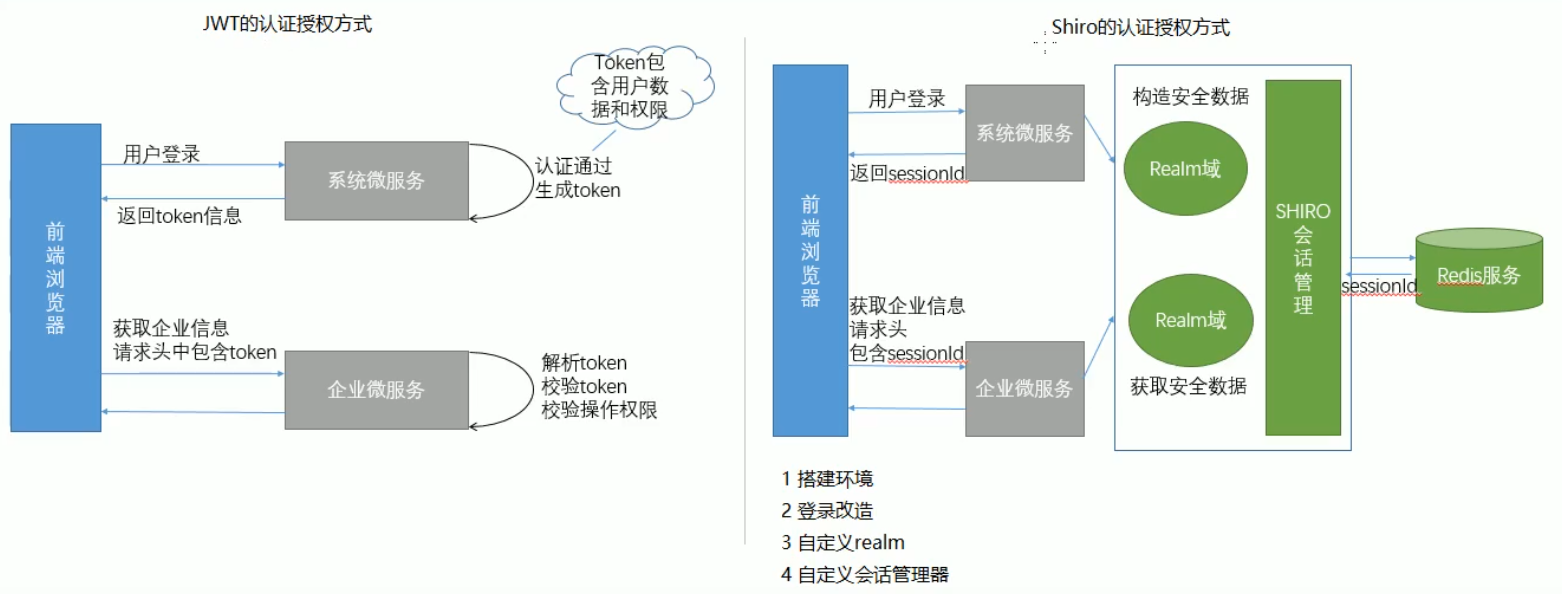 JWT的认证授权方式
Token包
含用户数
据和权限
用户登录
系统微服务
认证通过
生成token
返回token信息
前
端
浏
览
器
获取企业信息
请求头中包含token
企业微服务
解析token
校验token
校验操作权限
Shiro的认证授权方式
用户登录
系统微服务
返回sessionId
构造安全数据
Realm域
前
端
浏
览
器
SHIRO
会
话
管
理
Redis服务
sessionId
获取企业信息
请求头
包含sessionId
企业微服务
Realm域
获取安全数据
1 搭建环境
2 登录改造
3 自定义realm
4 自定义会话管理器